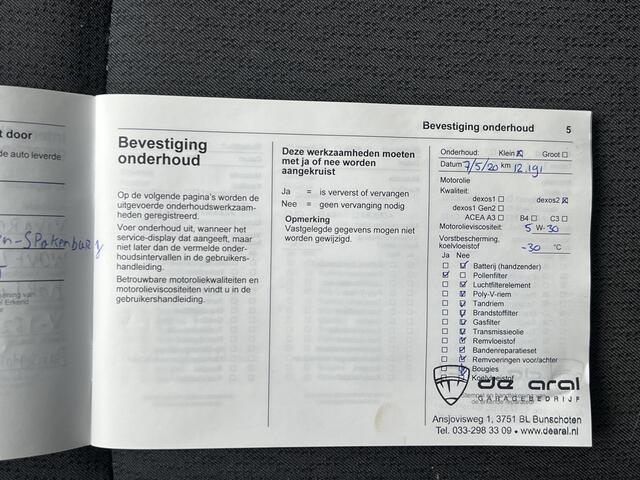 t door
de auto leverde
n-Spakenburg
Bevestiging onderhoud 5
Bevestiging
onderhoud
Op de volgende pagina's worden de
uitgevoerde onderhoudswerkzaam-
heden geregistreerd.
Voer onderhoud uit, wanneer het
service-display dat aangeeft, maar
niet later dan de vermelde onder-
houdsintervallen in de gebruikers-
handleiding.
Betrouwbare motoroliekwaliteiten en
motorolieviscositeiten vindt u in de
gebruikershandleiding.
Deze werkzaamheden moeten
met ja of nee worden
aangekruist
Ja = is ververst of vervangen
Nee = geen vervanging nodig
Opmerking
Vastgelegde gegevens mogen niet
worden gewijzigd.
Onderhoud: Klein ☒ Groot ☐
Datum 7/5/20 km 12.191
Motorolie
Kwaliteit:
dexos1 ☐ dexos2 ☒
dexos1 Gen2 ☐
ACEA A3 ☐ B4 ☐ C3 ☐
Motorolieviscositeit: 5 W-30
Vorstbescherming,
koelvloeistof -30 °C
Ja Nee
Batterij (handzender)
Pollenfilter
Luchtfilterelement
Poly-V-riem
Tandriem
Brandstoffilter
Gasfilter
Transmissieolie
Remvloeistof
Bandenreparatieset
Remvoeringen voor/achter
Bougies
Koelvloeistof
de aral
GARAGEBEDRIJF
Ansjovisweg 1, 3751 BL Bunschoten
Tel. 033-298 33 09 • www.dearal.nl